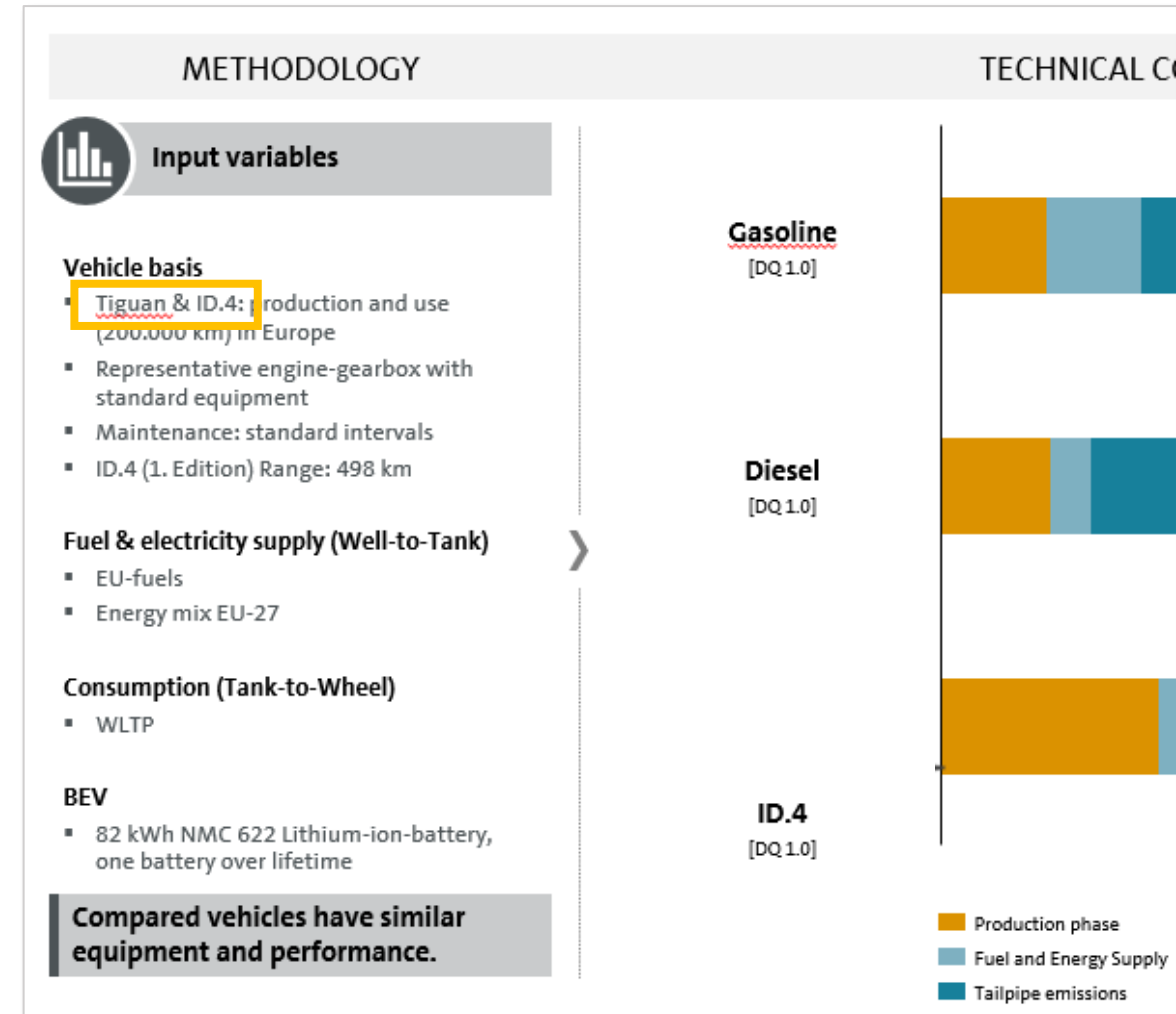 METHODOLOGY
TECHNICAL CO
Input variables
Vehicle basis
▪ Tiguan & ID.4: production and use
(200.000 km) in Europe
▪ Representative engine-gearbox with
standard equipment
▪ Maintenance: standard intervals
▪ ID.4 (1. Edition) Range: 498 km
Fuel & electricity supply (Well-to-Tank)
▪ EU-fuels
▪ Energy mix EU-27
Consumption (Tank-to-Wheel)
▪ WLTP
BEV
▪ 82 kWh NMC 622 Lithium-ion-battery,
one battery over lifetime
Compared vehicles have similar
equipment and performance.
Gasoline
[DQ 1.0]
Diesel
[DQ 1.0]
ID.4
[DQ 1.0]
Production phase
Fuel and Energy Supply
Tailpipe emissions